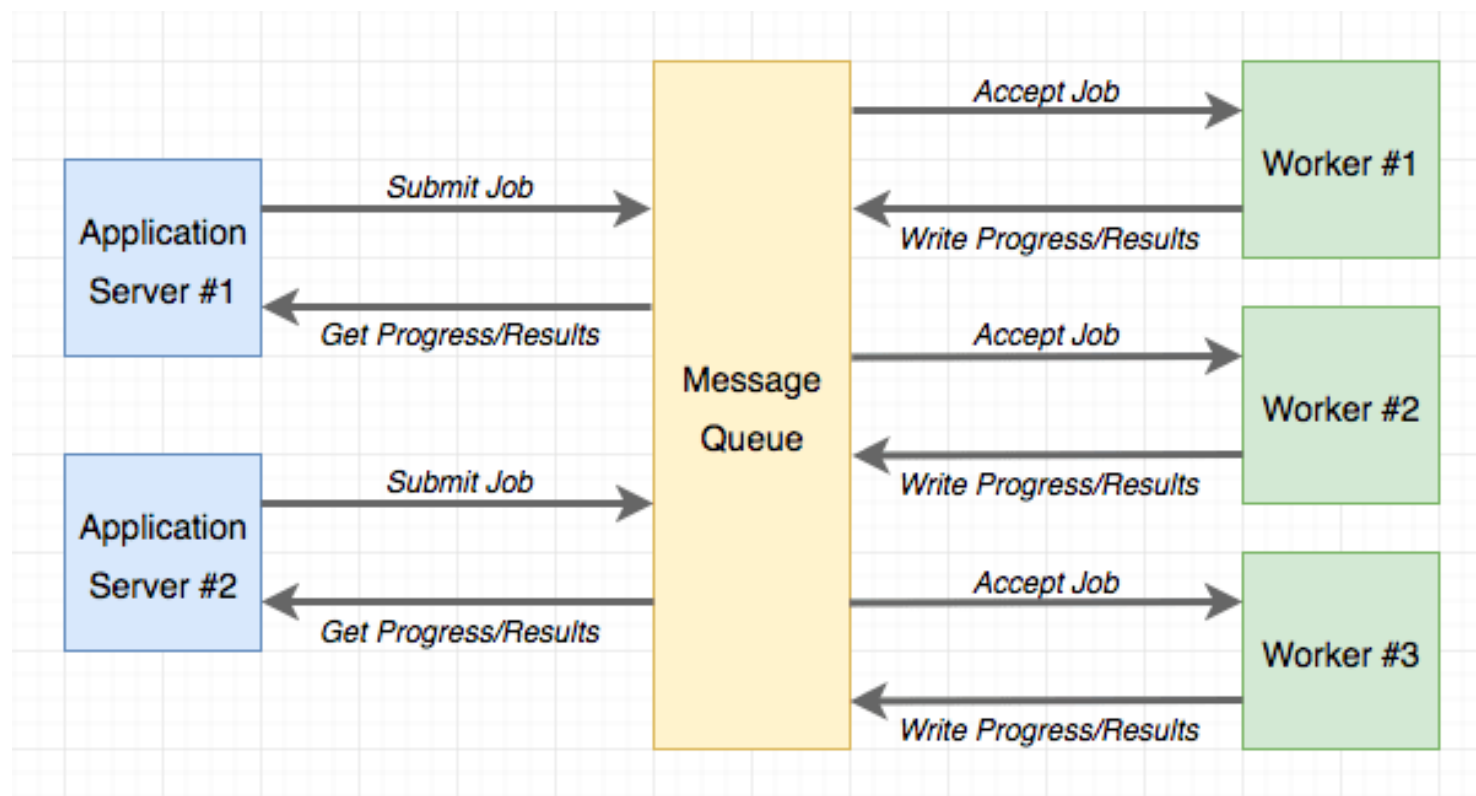 Application
Server #1
Submit Job
Get Progress/Results
Application
Server #2
Submit Job
Get Progress/Results
Message
Queue
Accept Job
Write Progress/Results
Worker #1
Accept Job
Write Progress/Results
Worker #2
Accept Job
Write Progress/Results
Worker #3